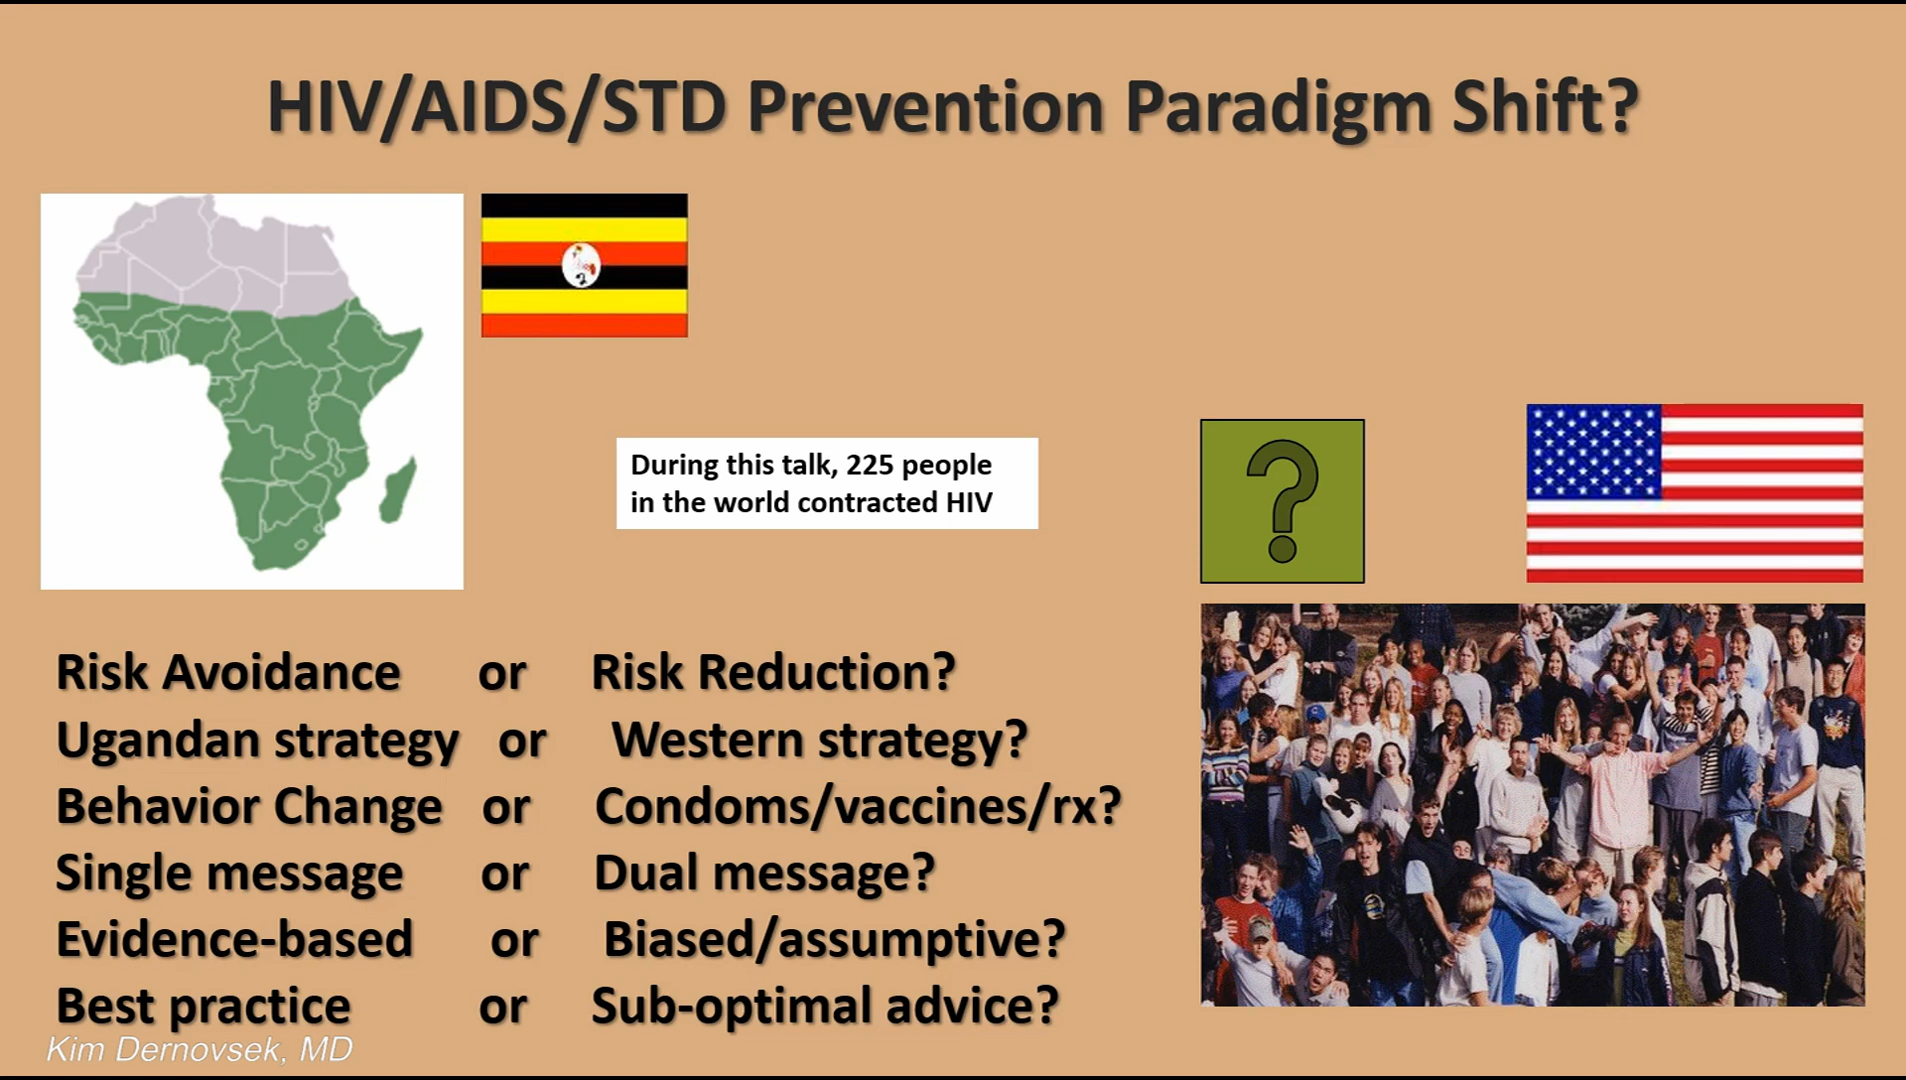 HIV/AIDS/STD Prevention Paradigm Shift?
During this talk, 225 people
in the world contracted HIV
?
Risk Avoidance or Risk Reduction?
Ugandan strategy or Western strategy?
Behavior Change or Condoms/vaccines/rx?
Single message or Dual message?
Evidence-based or Biased/assumptive?
Best practice or Sub-optimal advice?
Kim Dernovsek, MD